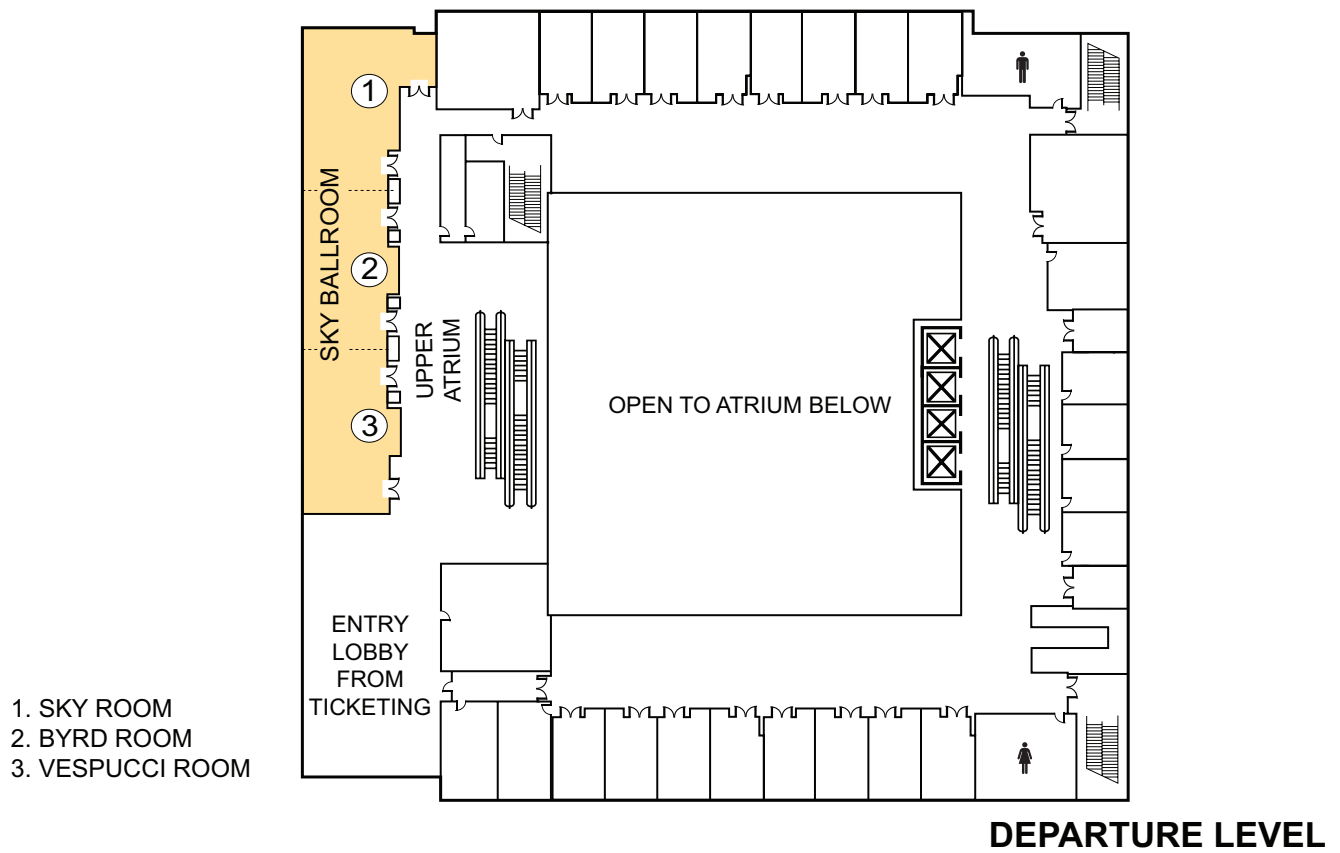 1
SKY BALLROOM
2
UPPER
ATRIUM
OPEN TO ATRIUM BELOW
3
ENTRY
LOBBY
FROM
TICKETING
1. SKY ROOM
2. BYRD ROOM
3. VESPUCCI ROOM
DEPARTURE LEVEL